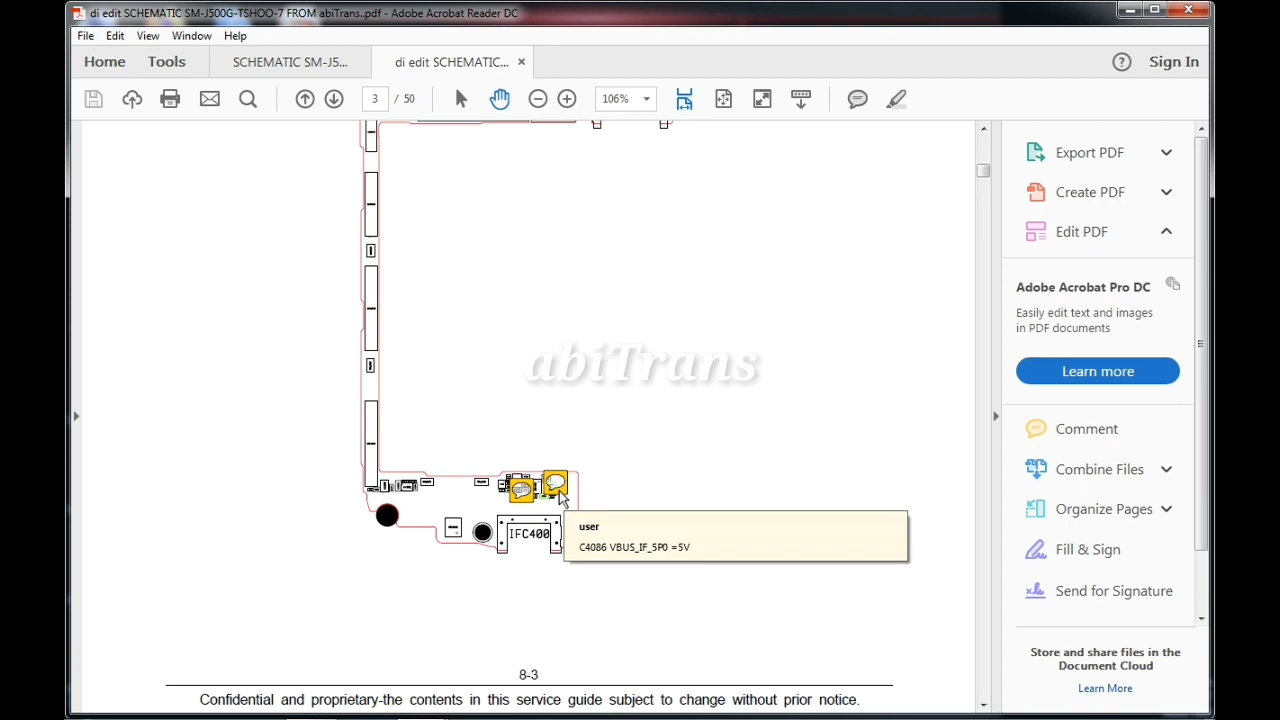 di edit SCHEMATIC SM-J500G-TSHOO-7 FROM abiTrans..pdf - Adobe Acrobat Reader DC
File Edit View Window Help
Home Tools SCHEMATIC SM-J5... di edit SCHEMATIC... × ? Sign In
3 / 50 106%
Export PDF
Create PDF
Edit PDF
Adobe Acrobat Pro DC
Easily edit text and images
in PDF documents
Learn more
abiTrans
Comment
Combine Files
Organize Pages
Fill & Sign
Send for Signature
Store and share files in the
Document Cloud
Learn More
IFC400
user
C4086 VBUS_IF_5P0 =5V
8-3
Confidential and proprietary-the contents in this service guide subject to change without prior notice.